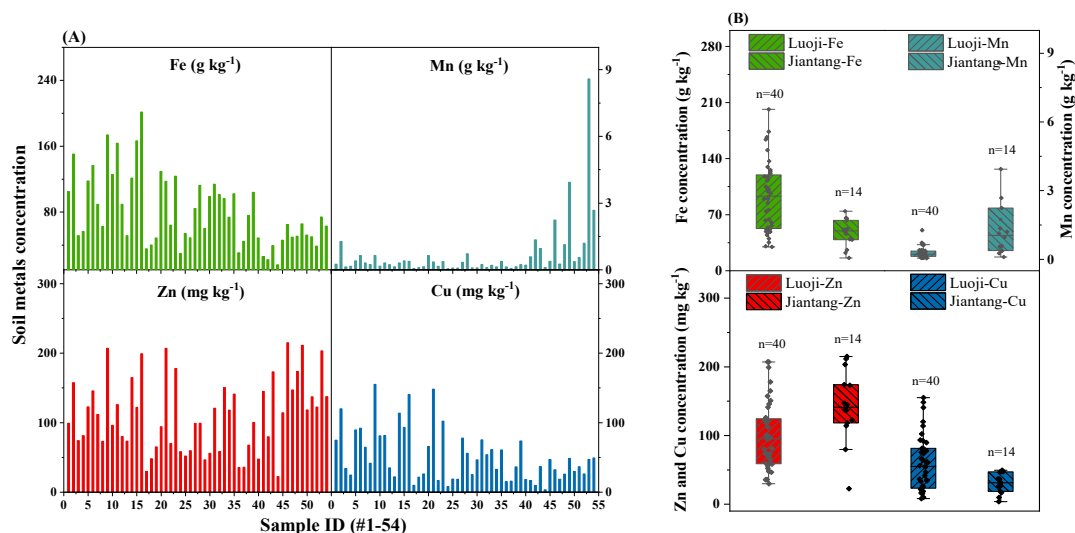 (A)
Fe (g kg⁻¹)
Mn (g kg⁻¹)
240
160
80
9
6
3
0
Zn (mg kg⁻¹)
Cu (mg kg⁻¹)
300
200
100
0
300
200
100
0
0 5 10 15 20 25 30 35 40 45 50
0 5 10 15 20 25 30 35 40 45 50 55
Soil metals concentration
Sample ID (#1-54)
(B)
Luoji-Fe
Jiantang-Fe
Luoji-Mn
Jiantang-Mn
n=40
n=14
n=40
n=14
280
210
140
70
0
9
6
3
0
Fe concentration (g kg⁻¹)
Mn concentration (g kg⁻¹)
Luoji-Zn
Jiantang-Zn
Luoji-Cu
Jiantang-Cu
n=40
n=14
n=40
n=14
300
200
100
0
Zn and Cu concentration (mg kg⁻¹)